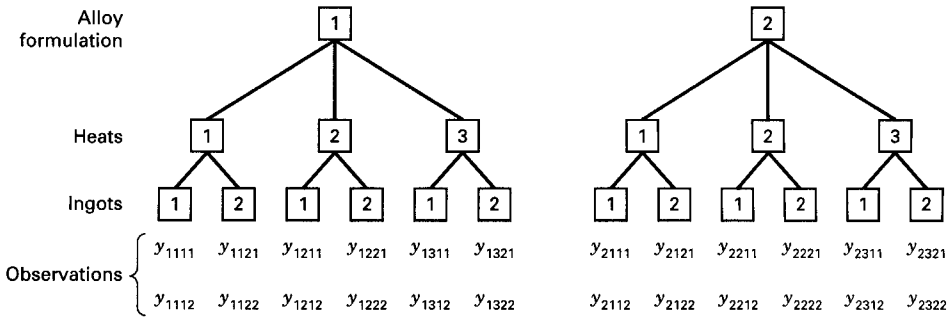 Alloy formulation
1 2
Heats
1 2 3 1 2 3
Ingots
1 2 1 2 1 2 1 2 1 2 1 2
y1111 y1121 y1211 y1221 y1311 y1321 y2111 y2121 y2211 y2221 y2311 y2321
Observations
y1112 y1122 y1212 y1222 y1312 y1322 y2112 y2122 y2212 y2222 y2312 y2322